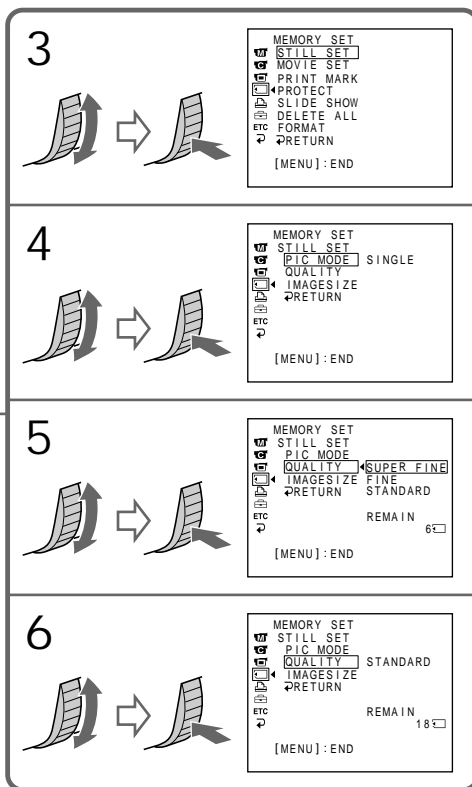 3
MEMORY SET
STILL SET
MOVIE SET
PRINT MARK
PROTECT
SLIDE SHOW
DELETE ALL
ETC FORMAT
RETURN
[MENU] : END
4
MEMORY SET
STILL SET
PIC MODE SINGLE
QUALITY
IMAGESIZE
RETURN
ETC
[MENU] : END
5
MEMORY SET
STILL SET
PIC MODE
QUALITY SUPER FINE
IMAGESIZE FINE
RETURN STANDARD
ETC REMAIN
6
[MENU] : END
6
MEMORY SET
STILL SET
PIC MODE
QUALITY STANDARD
IMAGESIZE
RETURN
ETC REMAIN
18
[MENU] : END